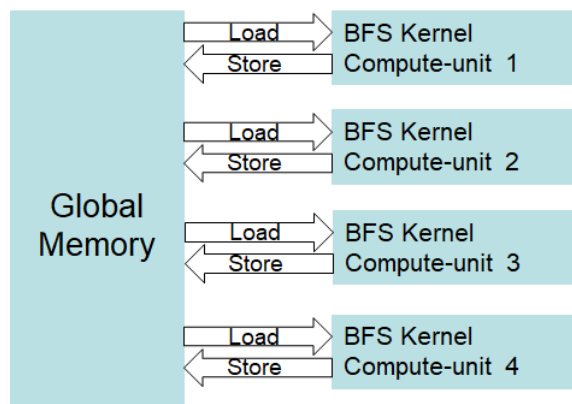 Global
Memory
Load
Store
BFS Kernel
Compute-unit 1
Load
Store
BFS Kernel
Compute-unit 2
Load
Store
BFS Kernel
Compute-unit 3
Load
Store
BFS Kernel
Compute-unit 4